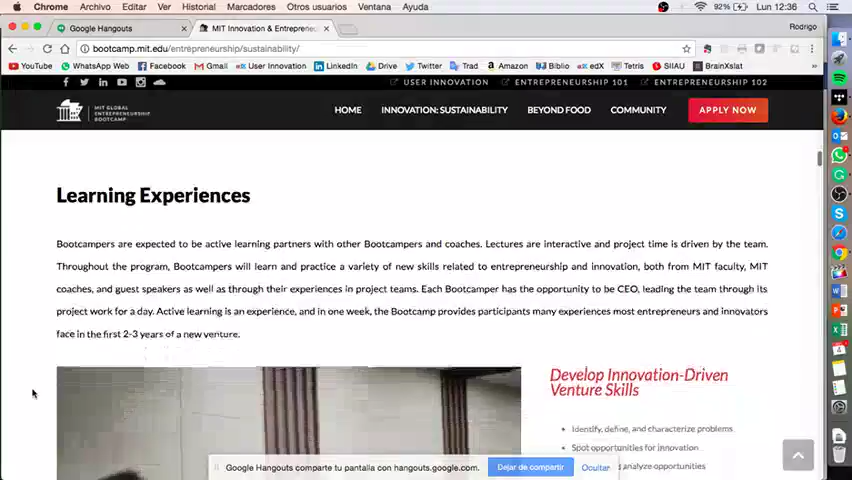 Chrome Archivo Editar Ver Historial Marcadores Otros usuarios Ventana Ayuda 92% Lun 12:36
Google Hangouts MIT Innovation & Entrepreneu Rodrigo
bootcamp.mit.edu/entrepreneurship/sustainability/
YouTube WhatsApp Web Facebook Gmail User Innovation LinkedIn Drive Twitter Trad Amazon Biblio edX Tetris SIIAU BrainXslat
USER INNOVATION ENTREPRENEURSHIP 101 ENTREPRENEURSHIP 102
MIT GLOBAL
ENTREPRENEURSHIP
BOOTCAMP
HOME INNOVATION: SUSTAINABILITY BEYOND FOOD COMMUNITY APPLY NOW
Learning Experiences
Bootcampers are expected to be active learning partners with other Bootcampers and coaches. Lectures are interactive and project time is driven by the team.
Throughout the program, Bootcampers will learn and practice a variety of new skills related to entrepreneurship and innovation, both from MIT faculty, MIT
coaches, and guest speakers as well as through their experiences in project teams. Each Bootcamper has the opportunity to be CEO, leading the team through its
project work for a day. Active learning is an experience, and in one week, the Bootcamp provides participants many experiences most entrepreneurs and innovators
face in the first 2-3 years of a new venture.
Develop Innovation-Driven
Venture Skills
Identify, define, and characterize problems
Spot opportunities for innovation
and analyze opportunities
Google Hangouts comparte tu pantalla con hangouts.google.com. Dejar de compartir Ocultar